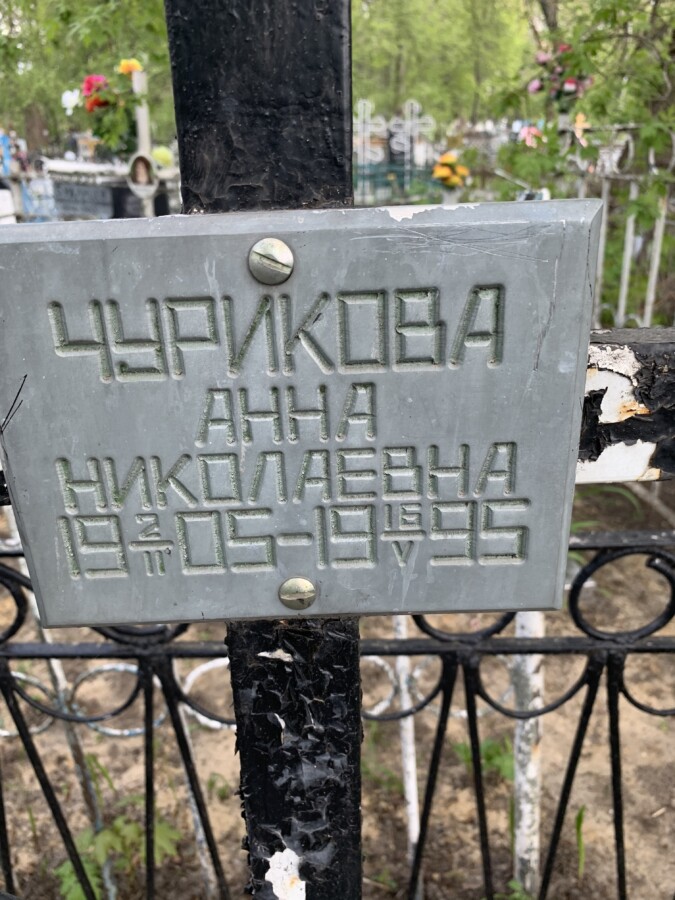 ЧУРИКОВА
АННА
НИКОЛАЕВНА
19 2/II 05-19 16/V 95